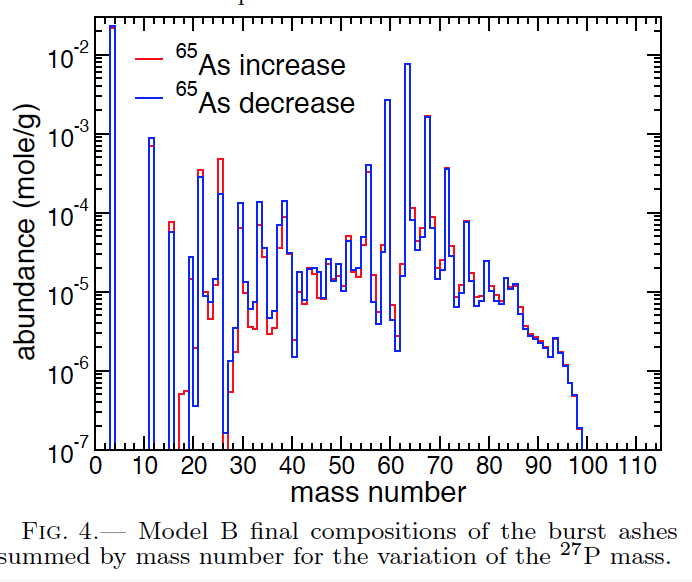 10^-2
10^-3
10^-4
10^-5
10^-6
10^-7
abundance (mole/g)
^65As increase
^65As decrease
0 10 20 30 40 50 60 70 80 90 100 110
mass number
FIG. 4.— Model B final compositions of the burst ashes
summed by mass number for the variation of the ^27P mass.